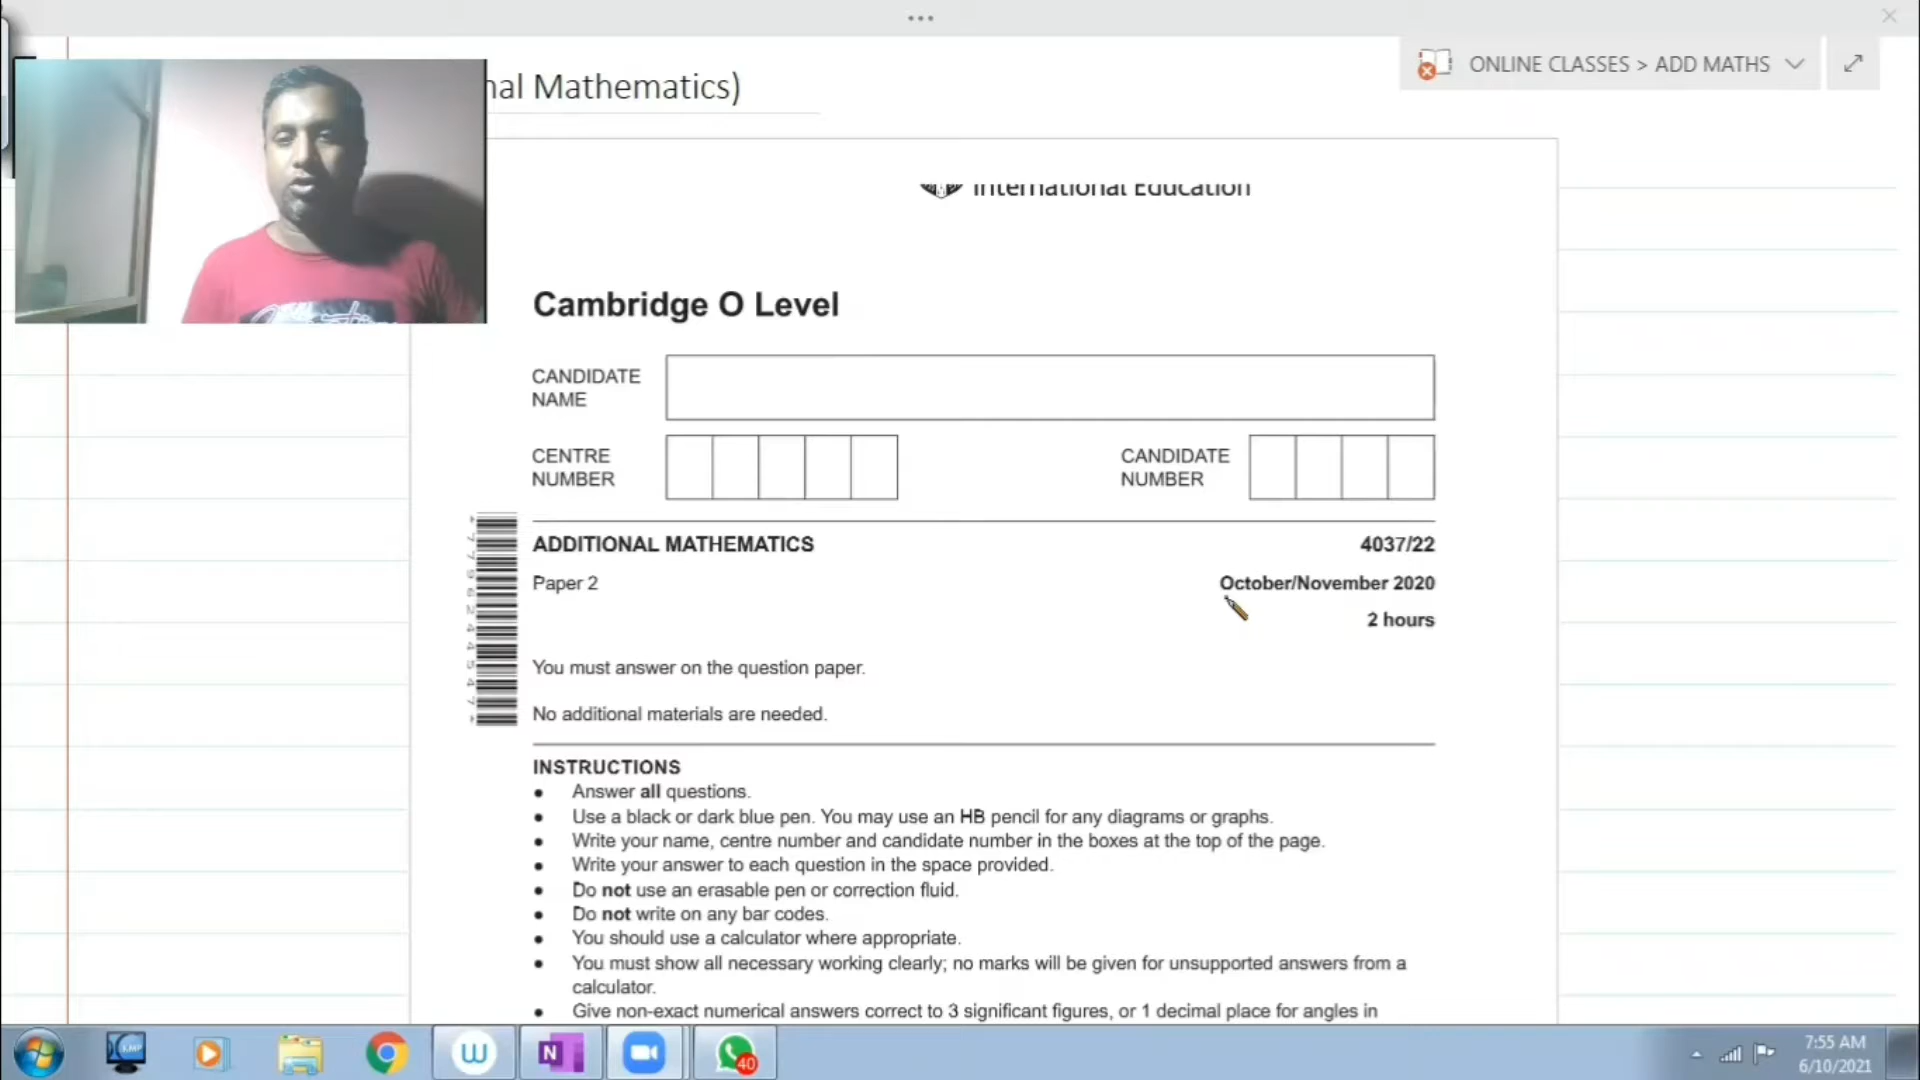 ONLINE CLASSES > ADD MATHS
nal Mathematics)
International Education
Cambridge O Level
CANDIDATE
NAME
CENTRE
NUMBER
CANDIDATE
NUMBER
ADDITIONAL MATHEMATICS
4037/22
Paper 2
October/November 2020
2 hours
You must answer on the question paper.
No additional materials are needed.
INSTRUCTIONS
● Answer all questions.
● Use a black or dark blue pen. You may use an HB pencil for any diagrams or graphs.
● Write your name, centre number and candidate number in the boxes at the top of the page.
● Write your answer to each question in the space provided.
● Do not use an erasable pen or correction fluid.
● Do not write on any bar codes.
● You should use a calculator where appropriate.
● You must show all necessary working clearly; no marks will be given for unsupported answers from a
calculator.
● Give non-exact numerical answers correct to 3 significant figures, or 1 decimal place for angles in
40
7:55 AM
6/10/2021